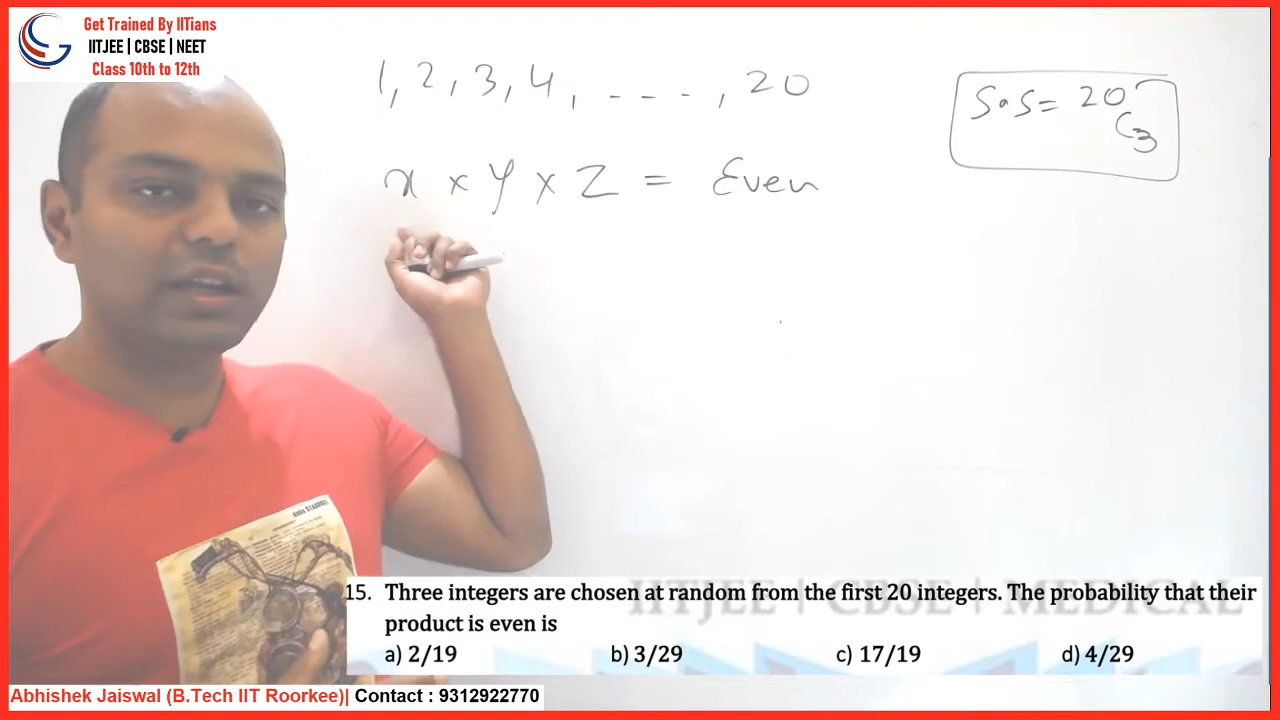 Get Trained By IITians
IITJEE | CBSE | NEET
Class 10th to 12th
1, 2, 3, 4, - - - , 20
S.S = 20C3
x × y × z = Even
IITJEE | CBSE | MEDICAL
15. Three integers are chosen at random from the first 20 integers. The probability that their
product is even is
a) 2/19 b) 3/29 c) 17/19 d) 4/29
Abhishek Jaiswal (B.Tech IIT Roorkee)| Contact : 9312922770